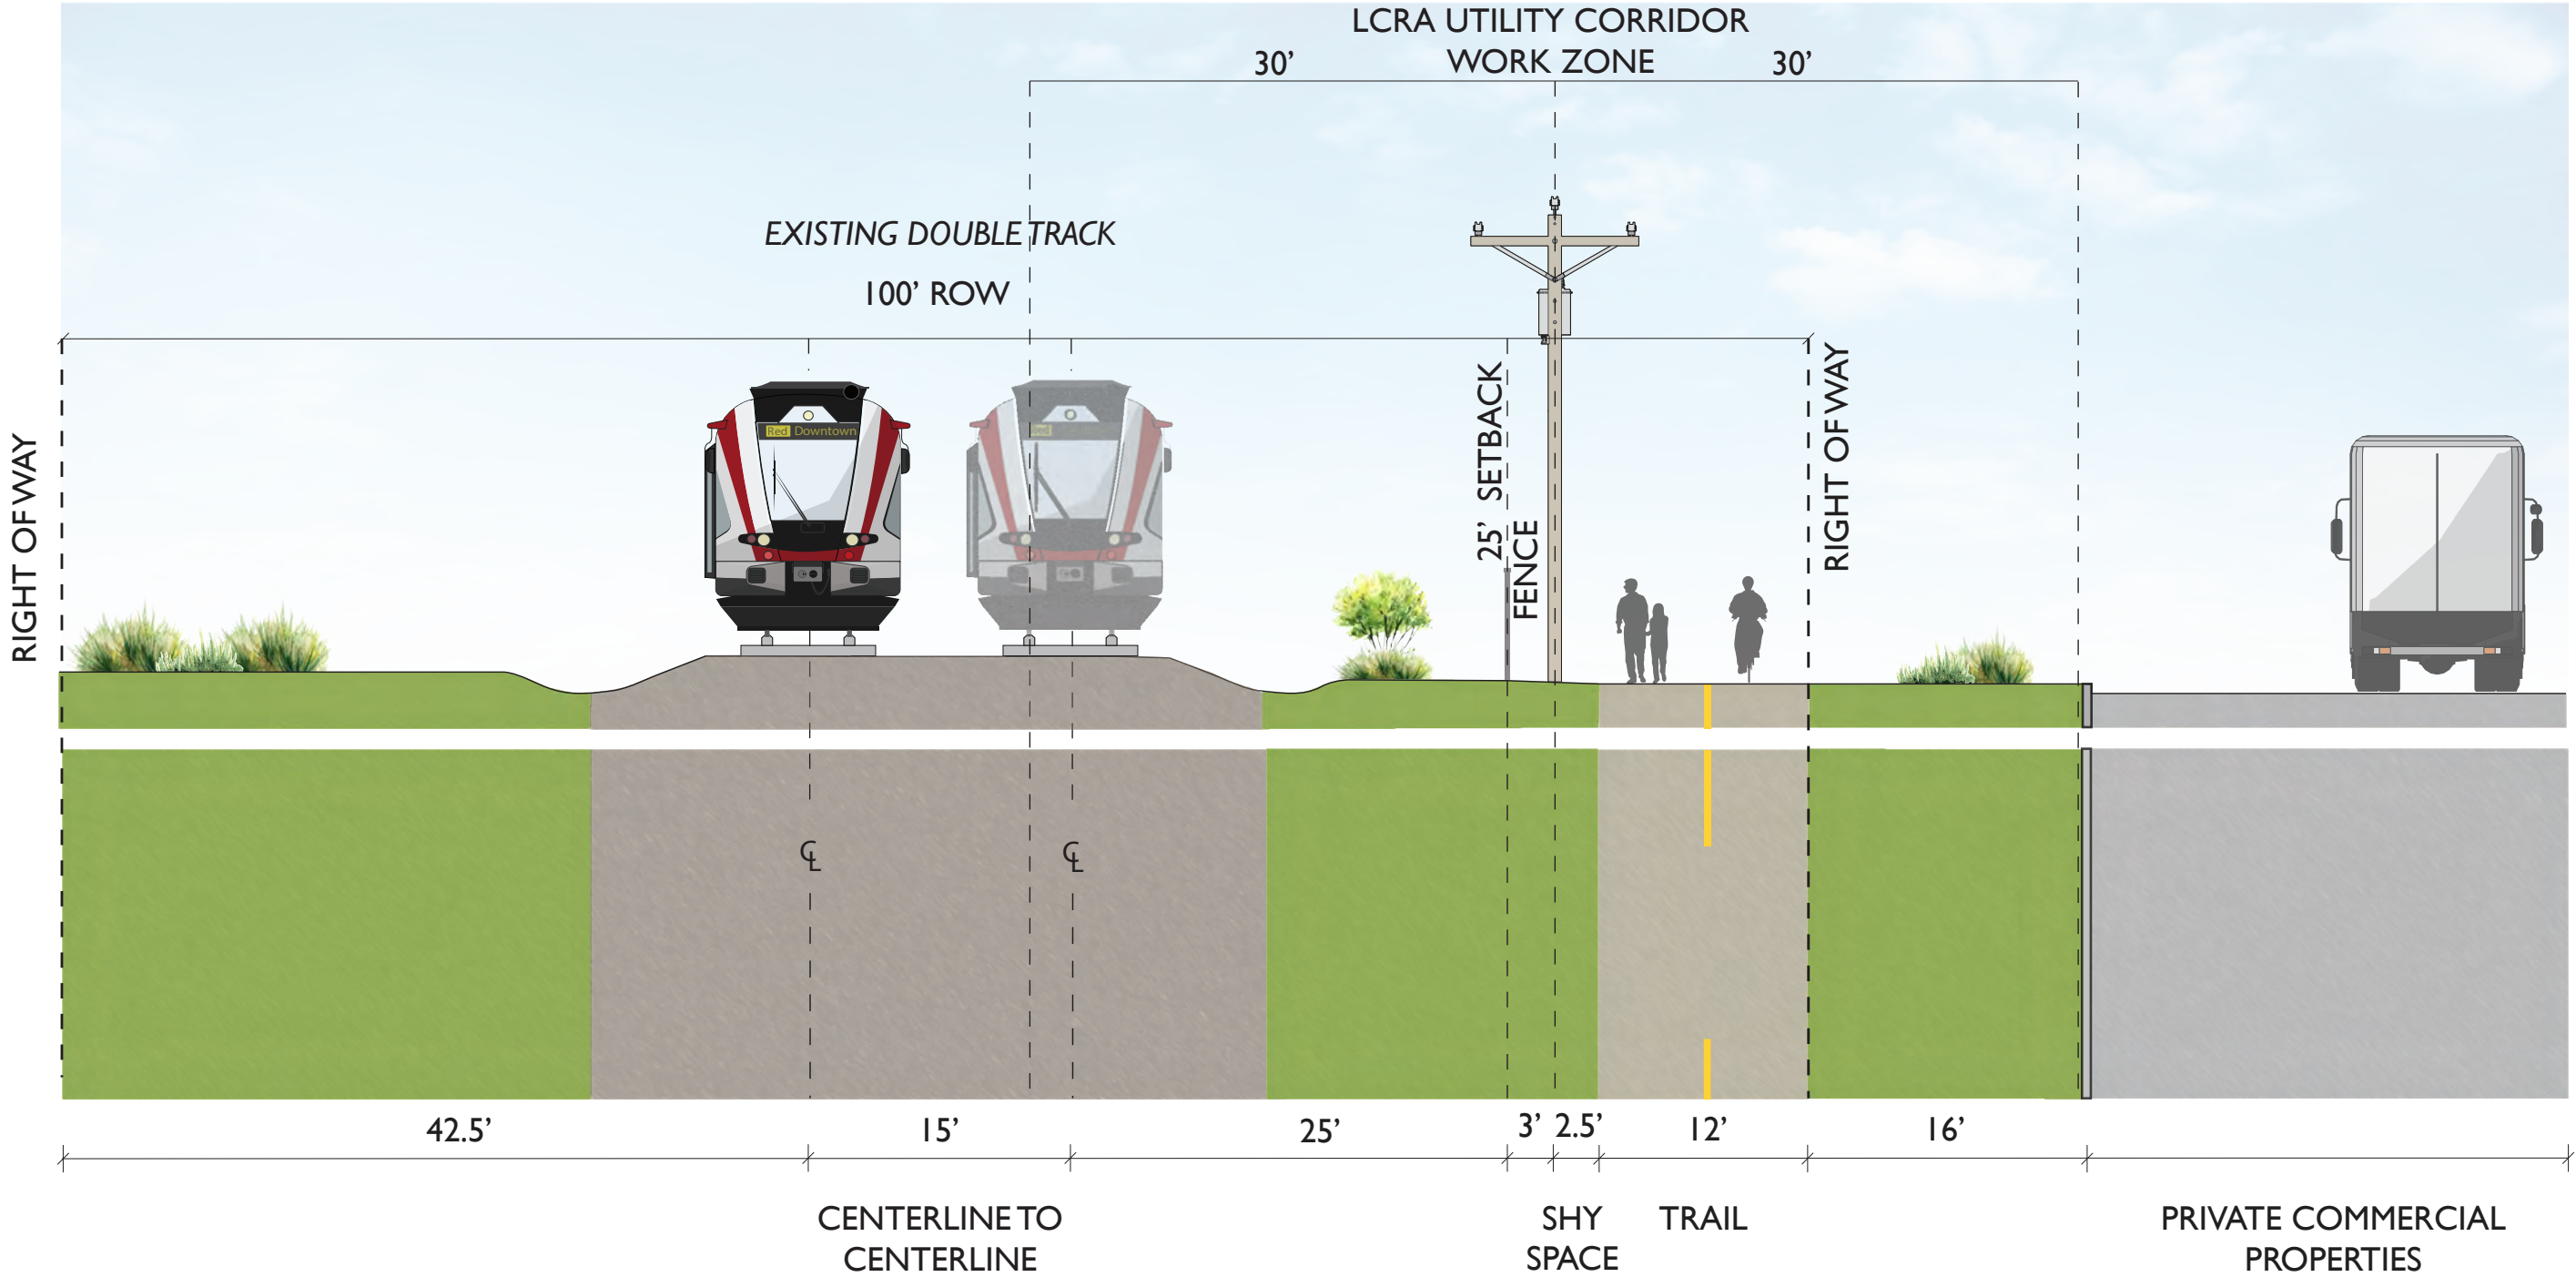 LCRA UTILITY CORRIDOR
WORK ZONE
30’
30’
EXISTING DOUBLE TRACK
100’ ROW
RIGHT OF WAY
Red Downtown
Red
25’ SETBACK
FENCE
RIGHT OF WAY
℄
℄
42.5’
15’
25’
3’
2.5’
12’
16’
CENTERLINE TO
CENTERLINE
SHY
SPACE
TRAIL
PRIVATE COMMERCIAL
PROPERTIES